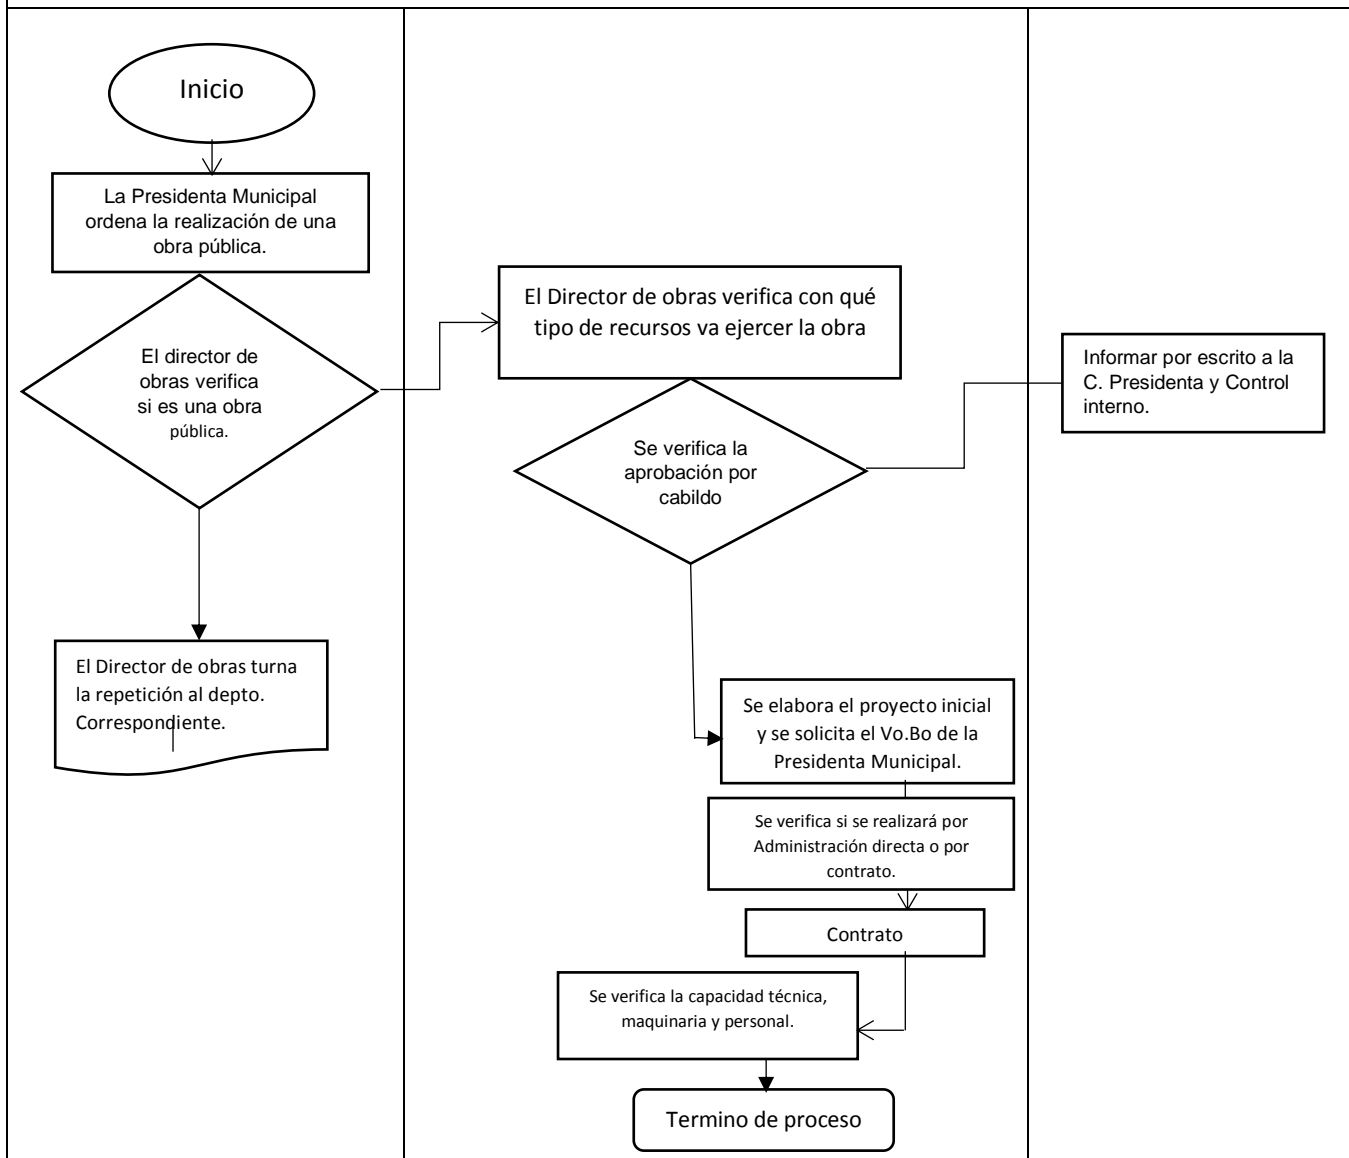 Inicio
La Presidenta Municipal
ordena la realización de una
obra pública.
El director de
obras verifica
si es una obra
pública.
El Director de obras turna
la repetición al depto.
Correspondiente.
El Director de obras verifica con qué
tipo de recursos va ejercer la obra
Se verifica la
aprobación por
cabildo
Se elabora el proyecto inicial
y se solicita el Vo.Bo de la
Presidenta Municipal.
Se verifica si se realizará por
Administración directa o por
contrato.
Contrato
Se verifica la capacidad técnica,
maquinaria y personal.
Termino de proceso
Informar por escrito a la
C. Presidenta y Control
interno.